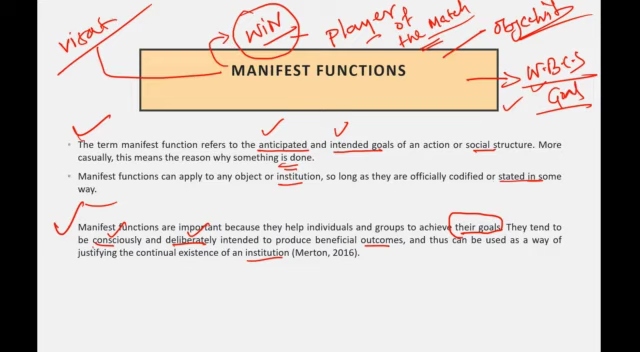 virat
WIN
player of
the Match
objective
W.B.C.S
Goal
MANIFEST FUNCTIONS
• The term manifest function refers to the anticipated and intended goals of an action or social structure. More
casually, this means the reason why something is done.
• Manifest functions can apply to any object or institution, so long as they are officially codified or stated in some
way.
Manifest functions are important because they help individuals and groups to achieve their goals. They tend to
be consciously and deliberately intended to produce beneficial outcomes, and thus can be used as a way of
justifying the continual existence of an institution (Merton, 2016).